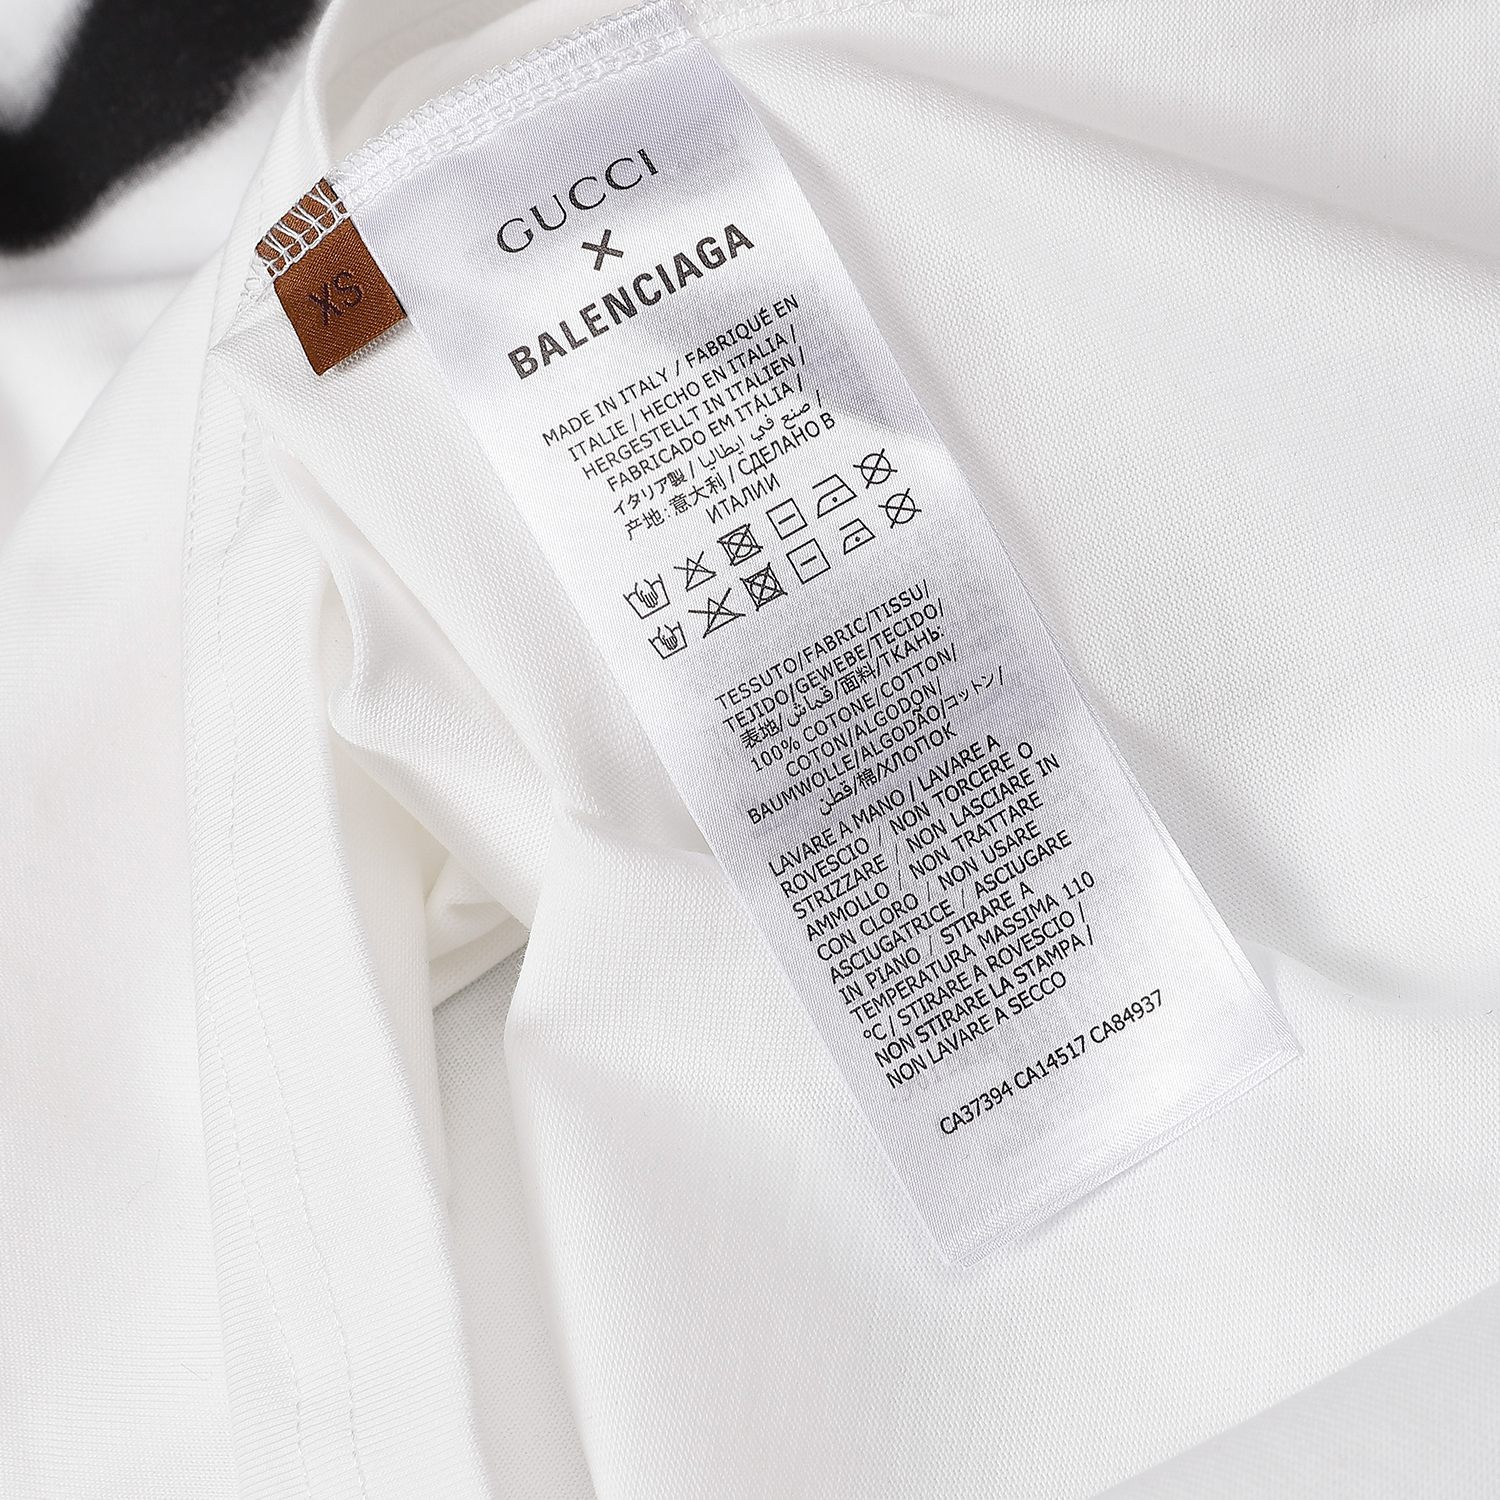 GUCCI
X
BALENCIAGA
XS
MADE IN ITALY / FABRIQUÉ EN
ITALIE / HECHO EN ITALIA /
HERGESTELLT IN ITALIEN /
FABRICADO EM ITÁLIA /
イタリア製 / صنع في إيطاليا /
产地: 意大利 / СДЕЛАНО В
ИТАЛИИ
TESSUTO/FABRIC/TISSU/
TEJIDO/GEWEBE/TECIDO/
表地/قماش/面料/ТКАНЬ:
100% COTONE/COTTON/
COTON/ALGODON/
BAUMWOLLE/ALGODÃO/コットン/
قطن/棉/ХЛОПОК
LAVARE A MANO / LAVARE A
ROVESCIO / NON TORCERE O
STRIZZARE / NON LASCIARE IN
AMMOLLO / NON TRATTARE
CON CLORO / NON USARE
ASCIUGATRICE / ASCIUGARE
IN PIANO / STIRARE A
TEMPERATURA MASSIMA 110
°C / STIRARE A ROVESCIO /
NON STIRARE LA STAMPA /
NON LAVARE A SECCO
CA37394 CA14517 CA84937